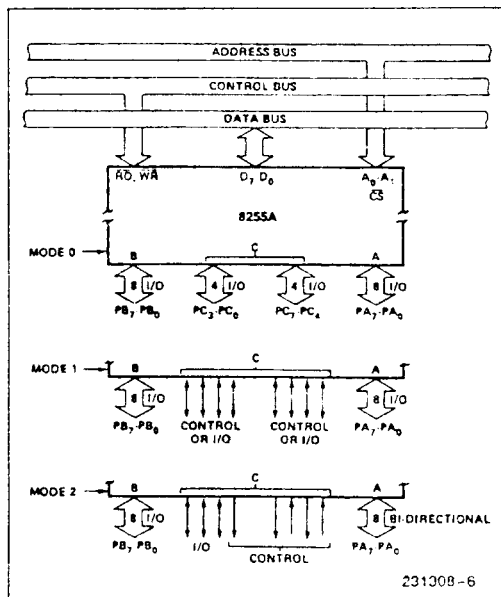 ADDRESS BUS
CONTROL BUS
DATA BUS
RD, WR D7-D0 A0-A1
CS
8255A
MODE 0
B C A
8 I/O 4 I/O 4 I/O 8 I/O
PB7-PB0 PC3-PC0 PC7-PC4 PA7-PA0
MODE 1
B C A
8 I/O 8 I/O
PB7-PB0 CONTROL OR I/O CONTROL OR I/O PA7-PA0
MODE 2
B C A
8 I/O 8 BI-DIRECTIONAL
PB7-PB0 I/O PA7-PA0
CONTROL
231308-6